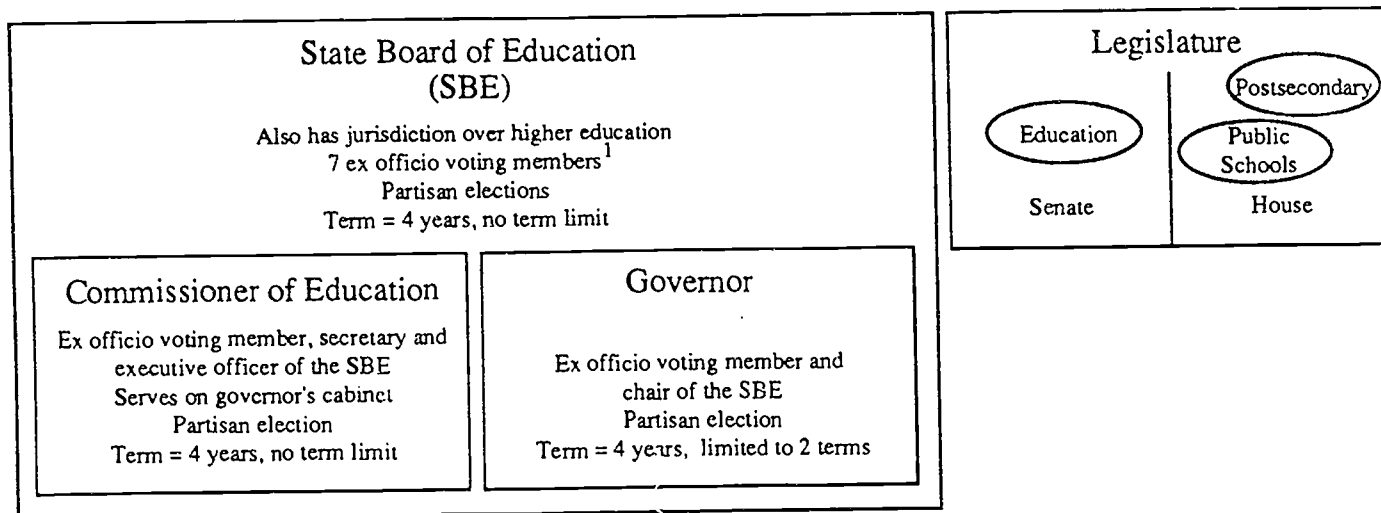 State Board of Education
(SBE)
Also has jurisdiction over higher education
7 ex officio voting members1
Partisan elections
Term = 4 years, no term limit
Commissioner of Education
Ex officio voting member, secretary and
executive officer of the SBE
Serves on governor's cabinet
Partisan election
Term = 4 years, no term limit
Governor
Ex officio voting member and
chair of the SBE
Partisan election
Term = 4 years, limited to 2 terms
Legislature
Education
Senate
Postsecondary
Public
Schools
House